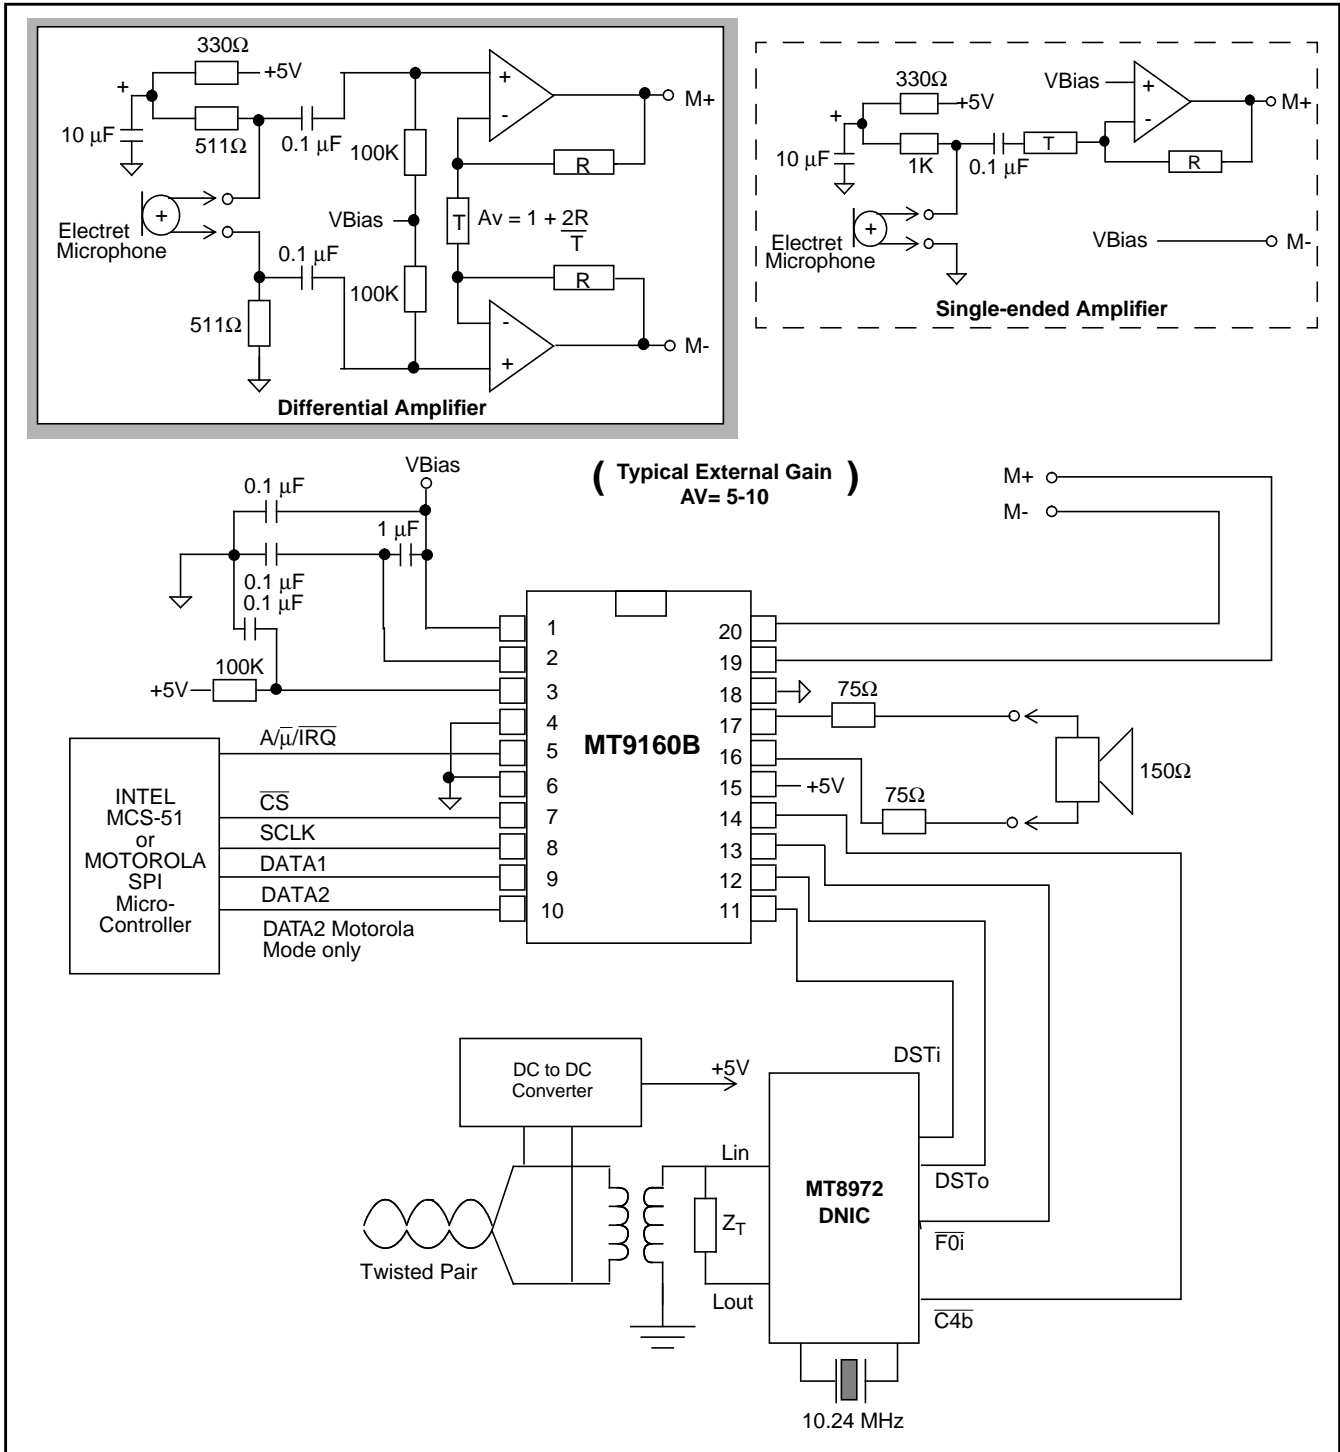 330Ω
+5V
+
10 μF
511Ω
0.1 μF
100K
+
-
M+
R
Electret
Microphone
+
VBias
T
Av = 1 + 2R
T
0.1 μF
100K
R
511Ω
-
+
M-
Differential Amplifier
330Ω
+5V
+
10 μF
1K
0.1 μF
T
VBias
+
-
M+
R
Electret
Microphone
+
VBias
M-
Single-ended Amplifier
VBias
0.1 μF
1 μF
0.1 μF
0.1 μF
100K
+5V
( Typical External Gain )
AV= 5-10
M+
M-
MT9160B
1
2
3
4
5
6
7
8
9
10
20
19
18
17
16
15
14
13
12
11
+5V
75Ω
75Ω
150Ω
INTEL
MCS-51
or
MOTOROLA
SPI
Micro-
Controller
A/μ̅/I̅R̅Q̅
C̅S̅
SCLK
DATA1
DATA2
DATA2 Motorola
Mode only
DC to DC
Converter
+5V
Twisted Pair
Lin
ZT
Lout
MT8972
DNIC
DSTi
DSTo
F̅0̅i̅
C̅4̅b̅
10.24 MHz